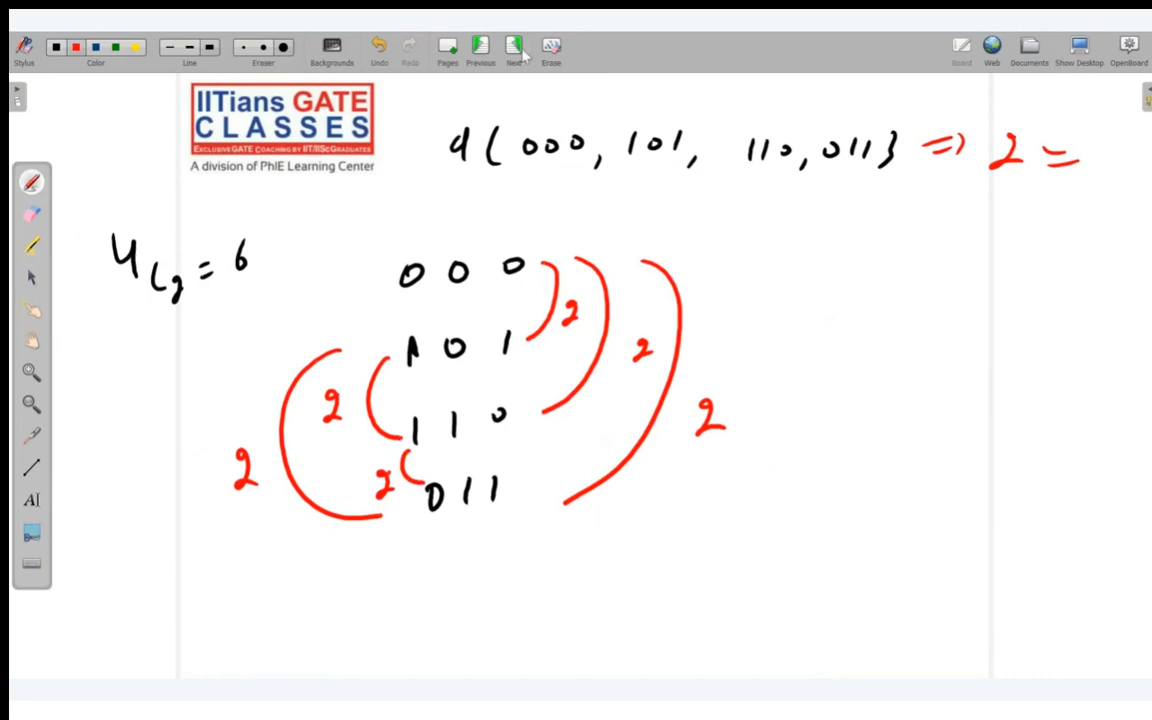 Stylus Color Line Eraser Backgrounds Undo Redo Pages Previous Next Erase Board Web Documents Show Desktop OpenBoard
IITians GATE
CLASSES
EXCLUSIVE GATE COACHING BY IIT/IISc GRADUATES
A division of PhIE Learning Center
d { 000, 101, 110, 011 } => 2 =
4C2 = 6
0 0 0
2
1 0 1
2
2
1 1 0
2
2
2
0 1 1
AI